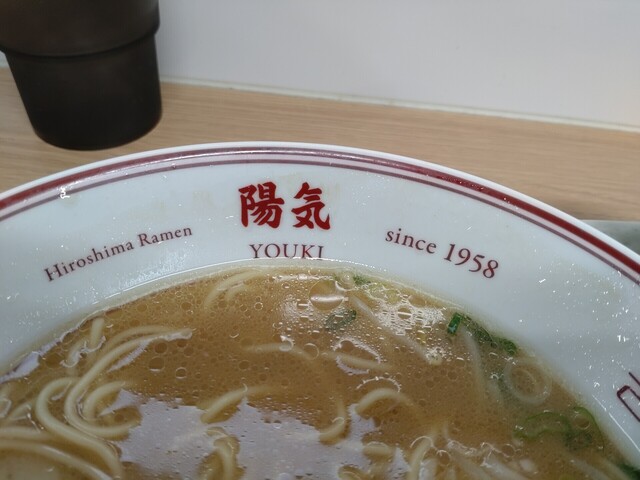 陽気
Hiroshima Ramen
YOUKI
since 1958